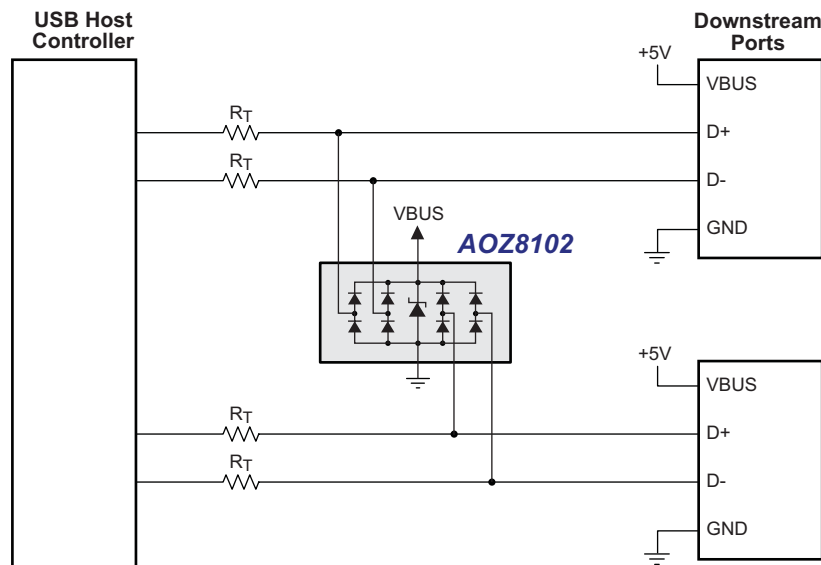 USB Host
Controller
Downstream
Ports
+5V
VBUS
RT
D+
RT
D-
VBUS
GND
AOZ8102
+5V
VBUS
RT
D+
RT
D-
GND